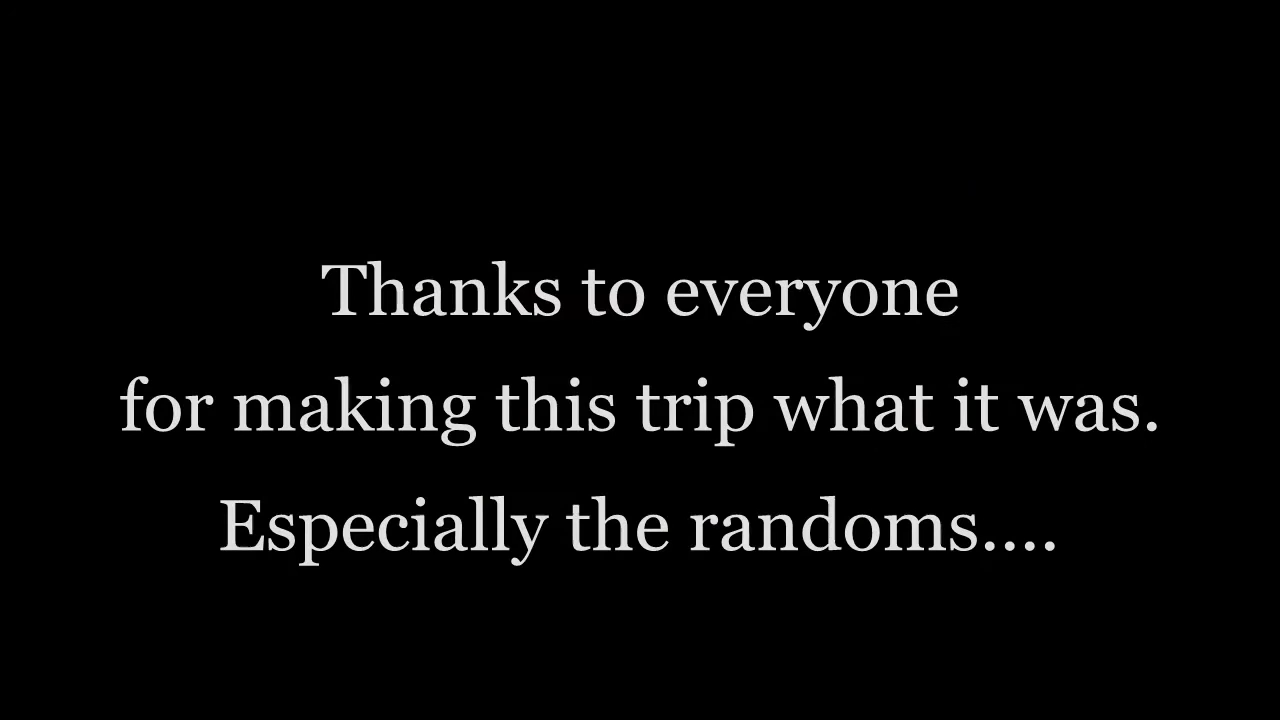 Thanks to everyone
for making this trip what it was.
Especially the randoms....